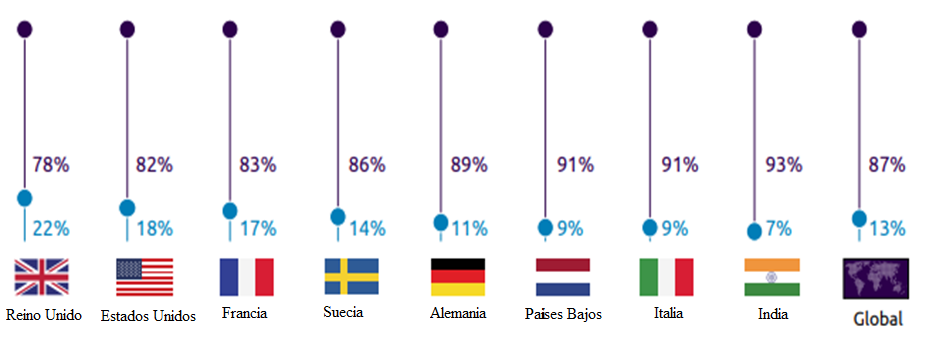 78% 82% 83% 86% 89% 91% 91% 93% 87%
22% 18% 17% 14% 11% 9% 9% 7% 13%
Reino Unido Estados Unidos Francia Suecia Alemania Países Bajos Italia India Global